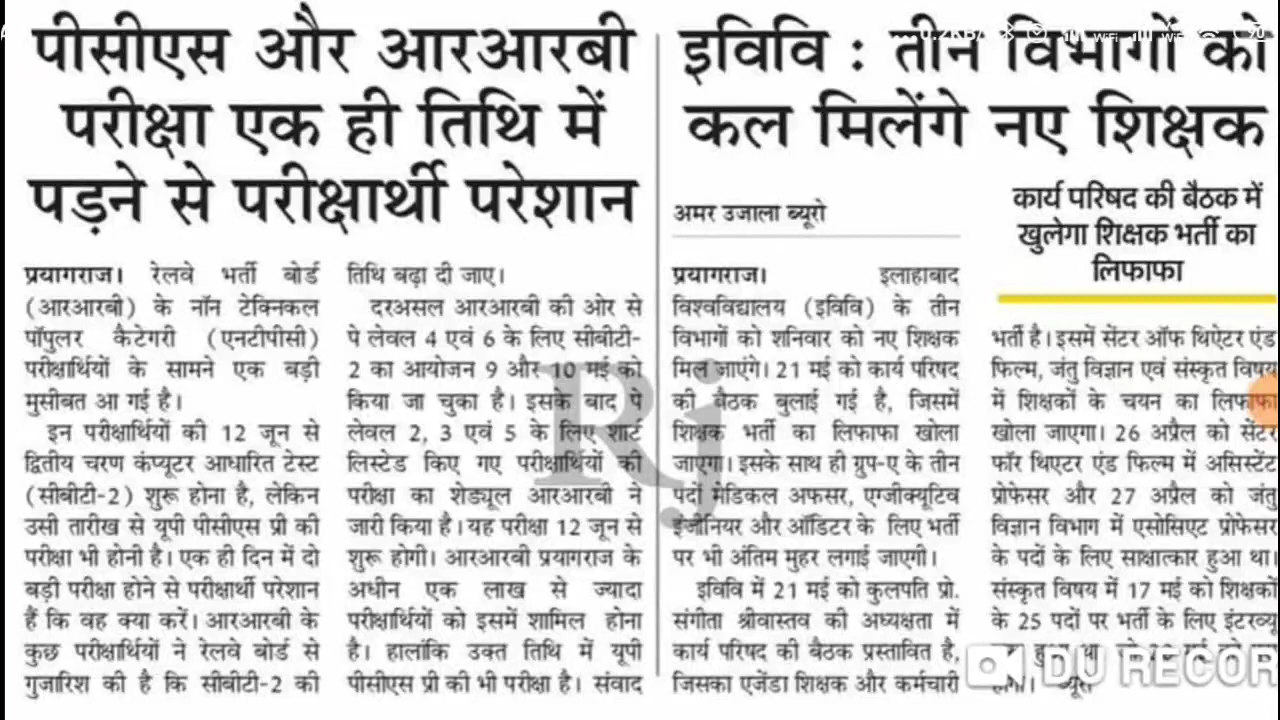 पीसीएस और आरआरबी
परीक्षा एक ही तिथि में
पड़ने से परीक्षार्थी परेशान
प्रयागराज। रेलवे भर्ती बोर्ड
(आरआरबी) के नॉन टेक्निकल
पॉपुलर कैटेगरी (एनटीपीसी)
परीक्षार्थियों के सामने एक बड़ी
मुसीबत आ गई है।
इन परीक्षार्थियों की 12 जून से
द्वितीय चरण कंप्यूटर आधारित टेस्ट
(सीबीटी-2) शुरू होना है, लेकिन
उसी तारीख से यूपी पीसीएस प्री की
परीक्षा भी होनी है। एक ही दिन में दो
बड़ी परीक्षा होने से परीक्षार्थी परेशान
हैं कि वह क्या करें। आरआरबी के
कुछ परीक्षार्थियों ने रेलवे बोर्ड से
गुजारिश की है कि सीबीटी-2 की
तिथि बढ़ा दी जाए।
दरअसल आरआरबी की ओर से
पे लेवल 4 एवं 6 के लिए सीबीटी-
2 का आयोजन 9 और 10 मई को
किया जा चुका है। इसके बाद पे
लेवल 2, 3 एवं 5 के लिए शार्ट
लिस्टेड किए गए परीक्षार्थियों की
परीक्षा का शेड्यूल आरआरबी ने
जारी किया है। यह परीक्षा 12 जून से
शुरू होगी। आरआरबी प्रयागराज के
अधीन एक लाख से ज्यादा
परीक्षार्थियों को इसमें शामिल होना
है। हालांकि उक्त तिथि में यूपी
पीसीएस प्री की भी परीक्षा है। संवाद
इविवि : तीन विभागों को
कल मिलेंगे नए शिक्षक
अमर उजाला ब्यूरो
कार्य परिषद की बैठक में
खुलेगा शिक्षक भर्ती का
लिफाफा
प्रयागराज। इलाहाबाद
विश्वविद्यालय (इविवि) के तीन
विभागों को शनिवार को नए शिक्षक
मिल जाएंगे। 21 मई को कार्य परिषद
की बैठक बुलाई गई है, जिसमें
शिक्षक भर्ती का लिफाफा खोला
जाएगा। इसके साथ ही ग्रुप-ए के तीन
पदों मेडिकल अफसर, एग्जीक्यूटिव
इंजीनियर और ऑडिटर के लिए भर्ती
पर भी अंतिम मुहर लगाई जाएगी।
इविवि में 21 मई को कुलपति प्रो.
संगीता श्रीवास्तव की अध्यक्षता में
कार्य परिषद की बैठक प्रस्तावित है,
जिसका एजेंडा शिक्षक और कर्मचारी
भर्ती है। इसमें सेंटर ऑफ थिएटर एंड
फिल्म, जंतु विज्ञान एवं संस्कृत विषय
में शिक्षकों के चयन का लिफाफा
खोला जाएगा। 26 अप्रैल को सेंटर
फॉर थिएटर एंड फिल्म में असिस्टेंट
प्रोफेसर और 27 अप्रैल को जंतु
विज्ञान विभाग में एसोसिएट प्रोफेसर
के पदों के लिए साक्षात्कार हुआ था।
संस्कृत विषय में 17 मई को शिक्षकों
के 25 पदों पर भर्ती के लिए इंटरव्यू
Rj
DU RECOR